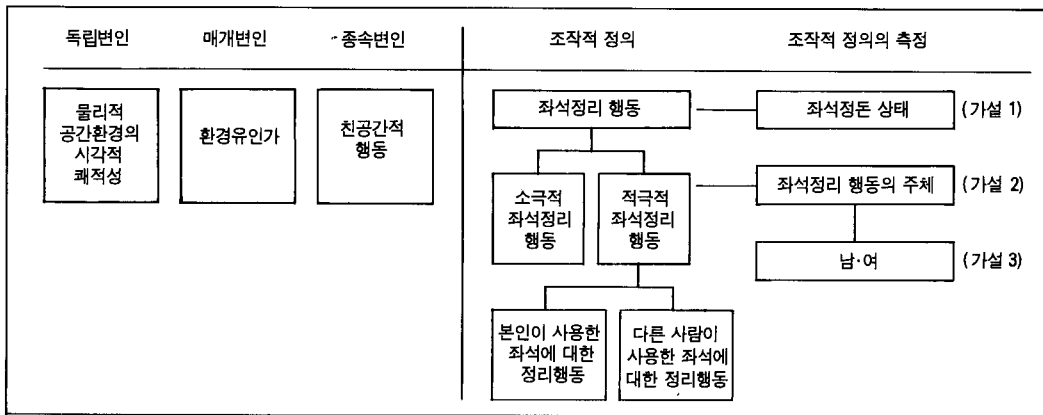 독립변인
매개변인
종속변인
조작적 정의
조작적 정의의 측정
물리적
공간환경의
시각적
쾌적성
환경유인가
친공간적
행동
좌석정리 행동
좌석정돈 상태
(가설 1)
소극적
좌석정리
행동
적극적
좌석정리
행동
좌석정리 행동의 주체
(가설 2)
남·여
(가설 3)
본인이 사용한
좌석에 대한
정리행동
다른 사람이
사용한 좌석에
대한 정리행동